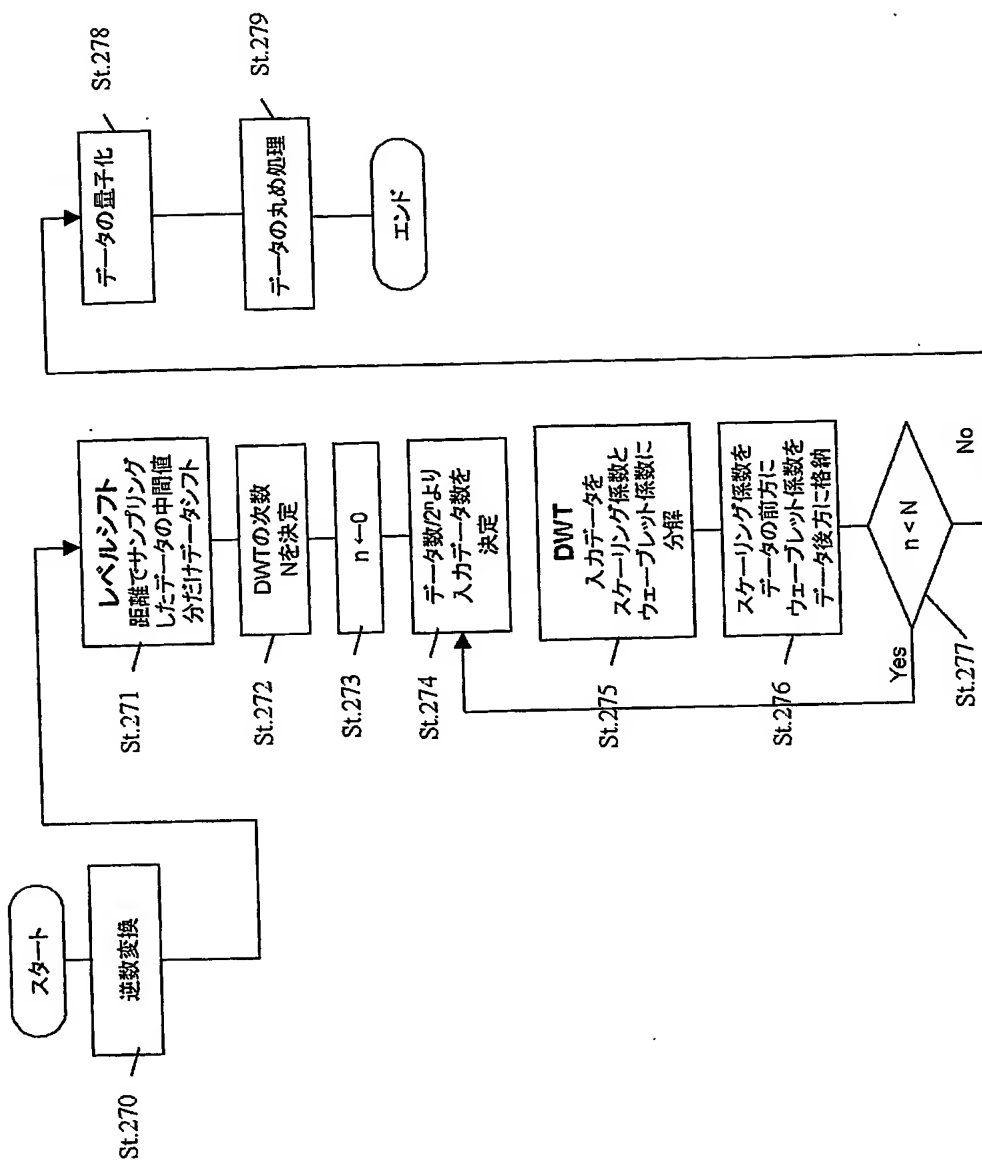 スタート
逆数変換
St.270
レベルシフト
距離でサンプリング
したデータの中間値
分だけデータシフト
St.271
DWTの次数
Nを決定
St.272
n ←0
St.273
データ数/2ⁿより
入力データ数を
決定
St.274
DWT
入力データを
スケーリング係数と
ウェーブレット係数に
分解
St.275
スケーリング係数を
データの前方に
ウェーブレット係数を
データ後方に格納
St.276
n < N
Yes
No
St.277
データの量子化
St.278
データの丸め処理
St.279
エンド